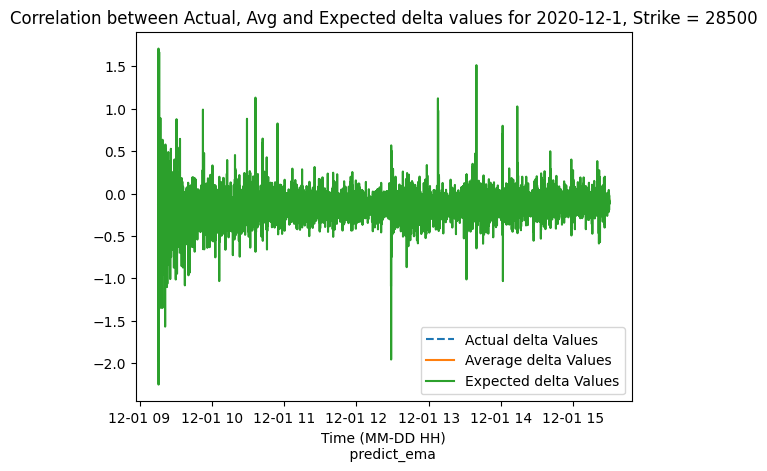 Correlation between Actual, Avg and Expected delta values for 2020-12-1, Strike = 28500
1.5
1.0
0.5
0.0
−0.5
−1.0
−1.5
−2.0
Actual delta Values
Average delta Values
Expected delta Values
12-01 09 12-01 10 12-01 11 12-01 12 12-01 13 12-01 14 12-01 15
Time (MM-DD HH)
predict_ema